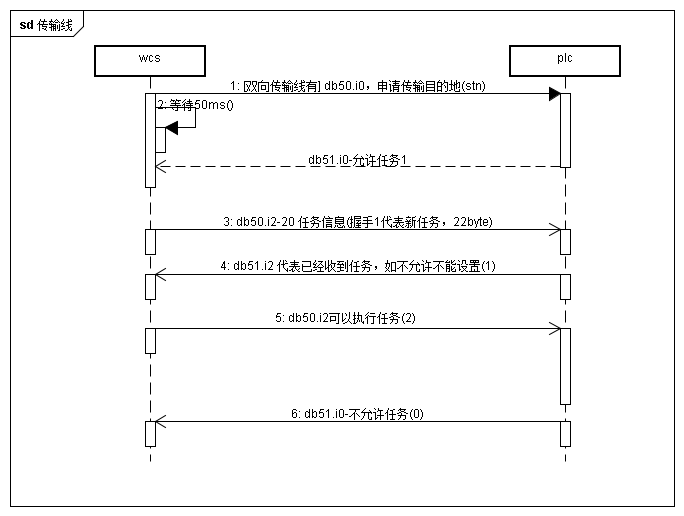 sd 传输线
wcs
plc
1: [双向传输线有] db50.i0，申请传输目的地(stn)
2: 等待50ms()
db51.i0-允许任务1
3: db50.i2-20 任务信息(握手1代表新任务，22byte)
4: db51.i2 代表已经收到任务，如不允许不能设置(1)
5: db50.i2可以执行任务(2)
6: db51.i0-不允许任务(0)